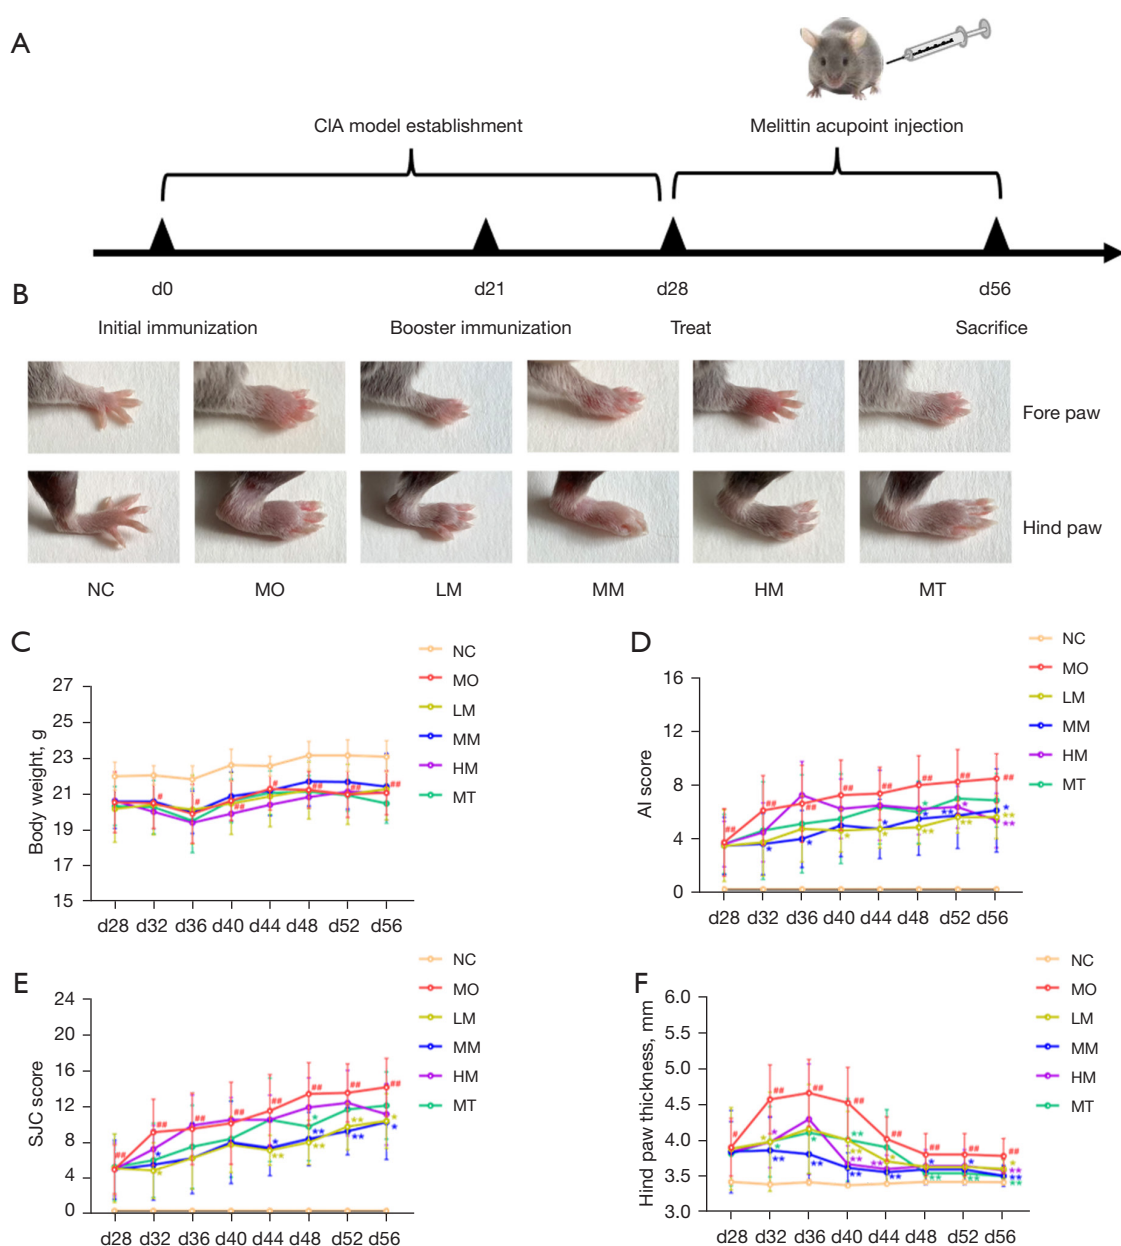 A
CIA model establishment
Melittin acupoint injection
d0
d21
d28
d56
B
Initial immunization
Booster immunization
Treat
Sacrifice
Fore paw
Hind paw
NC
MO
LM
MM
HM
MT
C
NC
MO
LM
MM
HM
MT
Body weight, g
27
25
23
21
19
17
15
# # # # # ## ## ##
d28 d32 d36 d40 d44 d48 d52 d56
D
NC
MO
LM
MM
HM
MT
AI score
16
12
8
4
0
## ## ## ## ## ## ##
d28 d32 d36 d40 d44 d48 d52 d56
E
NC
MO
LM
MM
HM
MT
SJC score
24
20
16
12
8
4
0
## ## ## ## ## ## ## ##
d28 d32 d36 d40 d44 d48 d52 d56
F
NC
MO
LM
MM
HM
MT
Hind paw thickness, mm
6.0
5.0
4.5
4.0
3.5
3.0
# ## ## ## ## ## ## ##
d28 d32 d36 d40 d44 d48 d52 d56